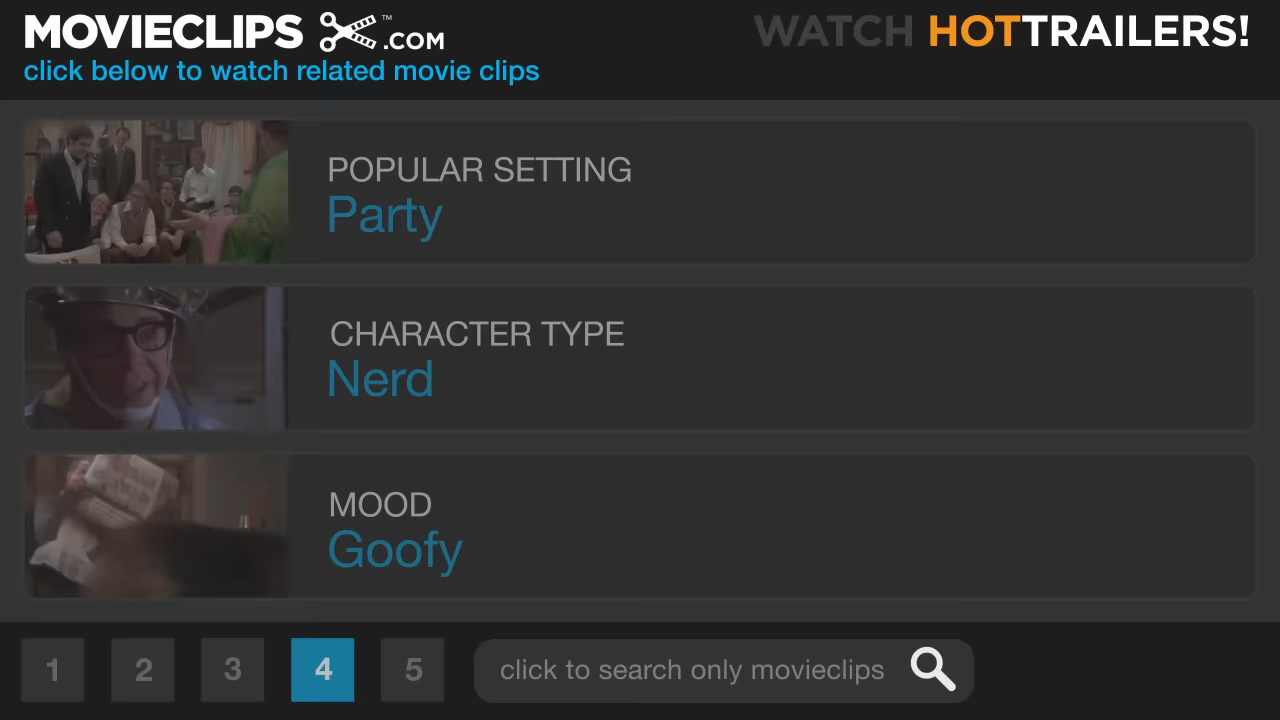 MOVIECLIPS ™ .COM
WATCH HOTTRAILERS!
click below to watch related movie clips
POPULAR SETTING
Party
CHARACTER TYPE
Nerd
MOOD
Goofy
1 2 3 4 5 click to search only movieclips